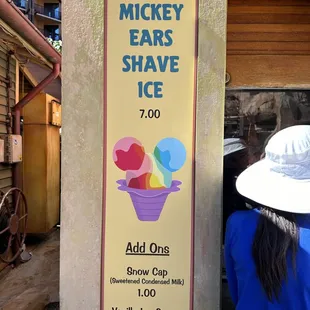 MICKEY
EARS
SHAVE
ICE
7.00
Add Ons
Snow Cap
(Sweetened Condensed Milk)
1.00